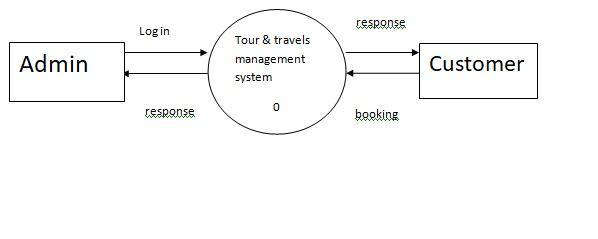 Log in
response
Admin
Tour & travels
management
system
0
Customer
response
booking